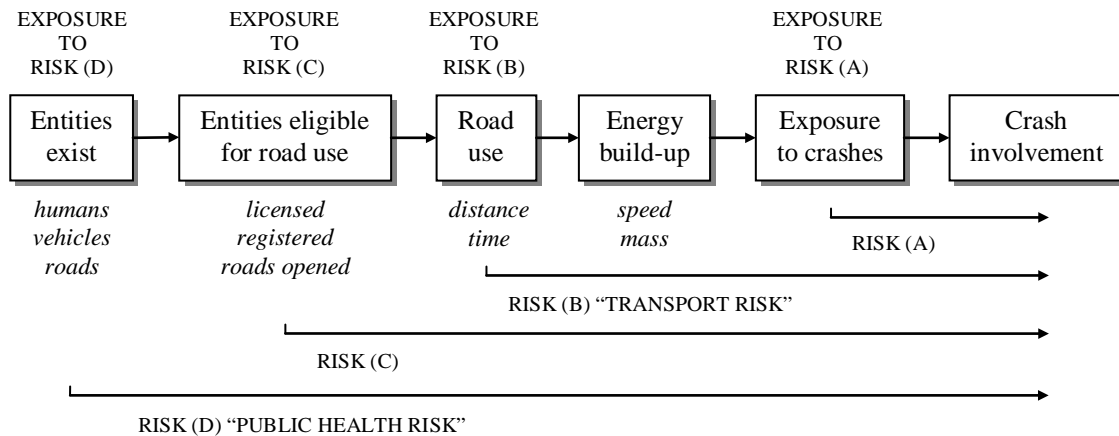 EXPOSURE
TO
RISK (D)
EXPOSURE
TO
RISK (C)
EXPOSURE
TO
RISK (B)
EXPOSURE
TO
RISK (A)
Entities
exist
Entities eligible
for road use
Road
use
Energy
build-up
Exposure
to crashes
Crash
involvement
humans
vehicles
roads
licensed
registered
roads opened
distance
time
speed
mass
RISK (A)
RISK (B) “TRANSPORT RISK”
RISK (C)
RISK (D) “PUBLIC HEALTH RISK”